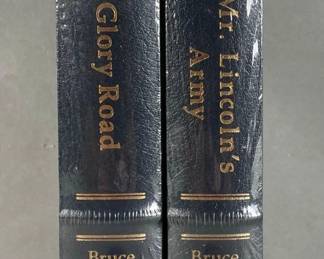 Glory Road
Bruce
Mr. Lincoln's
Army
Bruce